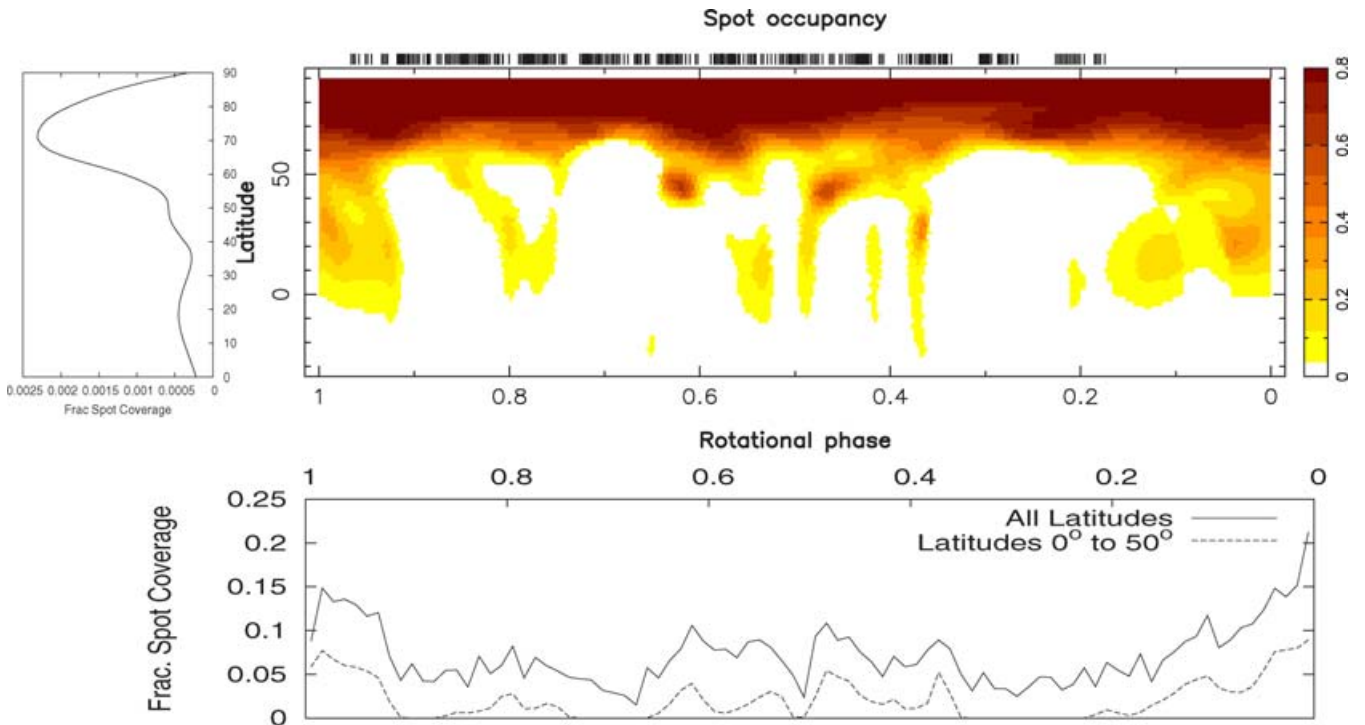 Spot occupancy
90
80
70
60
50
40
30
20
10
0
Latitude
0.0025 0.002 0.0015 0.001 0.0005 0
Frac Spot Coverage
50
0
1 0.8 0.6 0.4 0.2 0
0.8
0.6
0.4
0.2
0
Rotational phase
1 0.8 0.6 0.4 0.2 0
Frac. Spot Coverage
0.25
0.2
0.15
0.1
0.05
0
All Latitudes
Latitudes 0° to 50°